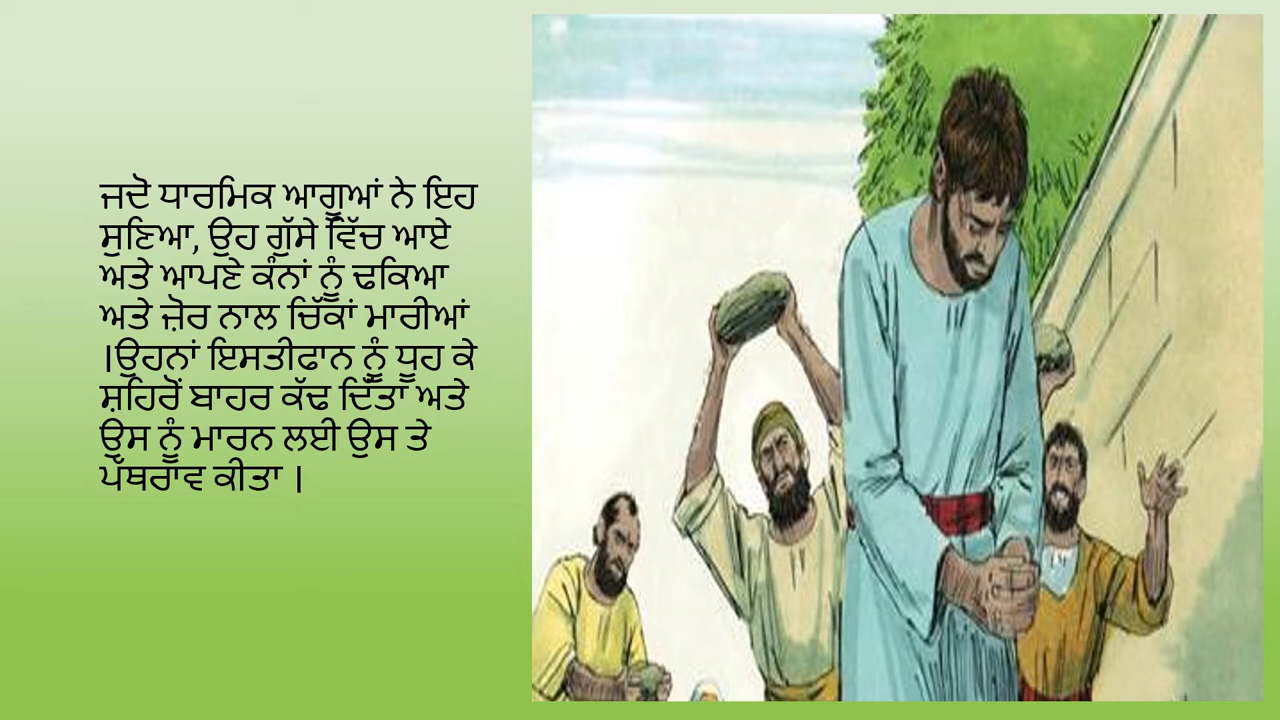 ਜਦੋ ਧਾਰਮਿਕ ਆਗੂਆਂ ਨੇ ਇਹ
ਸੁਣਿਆ, ਉਹ ਗੁੱਸੇ ਵਿੱਚ ਆਏ
ਅਤੇ ਆਪਣੇ ਕੰਨਾਂ ਨੂੰ ਢਕਿਆ
ਅਤੇ ਜ਼ੋਰ ਨਾਲ ਚਿੱਕਾਂ ਮਾਰੀਆਂ
|ਉਹਨਾਂ ਇਸਤੀਫਾਨ ਨੂੰ ਧੂਹ ਕੇ
ਸ਼ਹਿਰੋਂ ਬਾਹਰ ਕੱਢ ਦਿੱਤਾ ਅਤੇ
ਉਸ ਨੂੰ ਮਾਰਨ ਲਈ ਉਸ ਤੇ
ਪੱਥਰਾਵ ਕੀਤਾ |